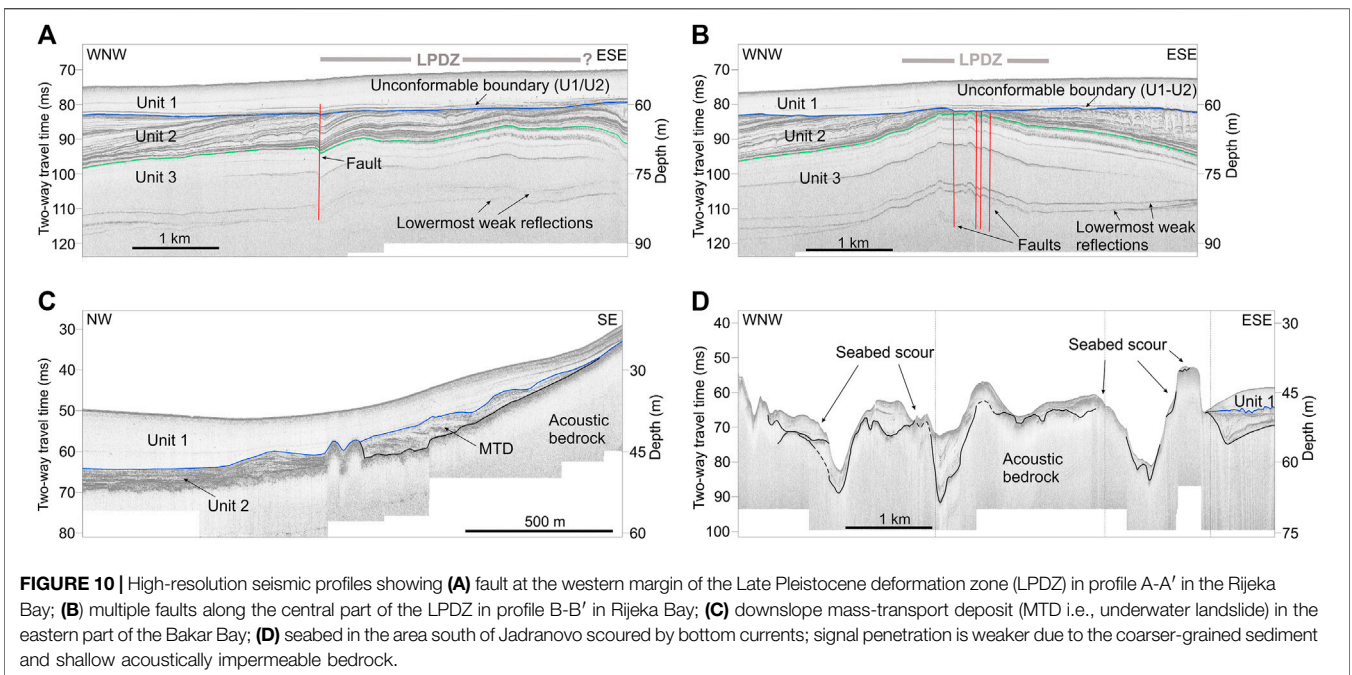 A
WNW
LPDZ
?
ESE
Unconformable boundary (U1/U2)
Unit 1
Unit 2
Fault
Unit 3
Lowermost weak reflections
1 km
Two-way travel time (ms)
70
80
90
100
110
120
Depth (m)
60
75
90
B
WNW
LPDZ
ESE
Unconformable boundary (U1-U2)
Unit 1
Unit 2
Unit 3
Faults
Lowermost weak
reflections
1 km
Two-way travel time (ms)
70
80
90
100
110
120
Depth (m)
60
75
90
C
NW
SE
Unit 1
Unit 2
MTD
Acoustic
bedrock
500 m
Two-way travel time (ms)
30
40
50
60
70
80
Depth (m)
30
45
60
D
WNW
ESE
Seabed scour
Seabed scour
Unit 1
Acoustic
bedrock
1 km
Two-way travel time (ms)
40
50
60
70
80
90
100
Depth (m)
30
45
60
75
FIGURE 10 | High-resolution seismic profiles showing (A) fault at the western margin of the Late Pleistocene deformation zone (LPDZ) in profile A-A′ in the Rijeka
Bay; (B) multiple faults along the central part of the LPDZ in profile B-B′ in Rijeka Bay; (C) downslope mass-transport deposit (MTD i.e., underwater landslide) in the
eastern part of the Bakar Bay; (D) seabed in the area south of Jadranovo scoured by bottom currents; signal penetration is weaker due to the coarser-grained sediment
and shallow acoustically impermeable bedrock.